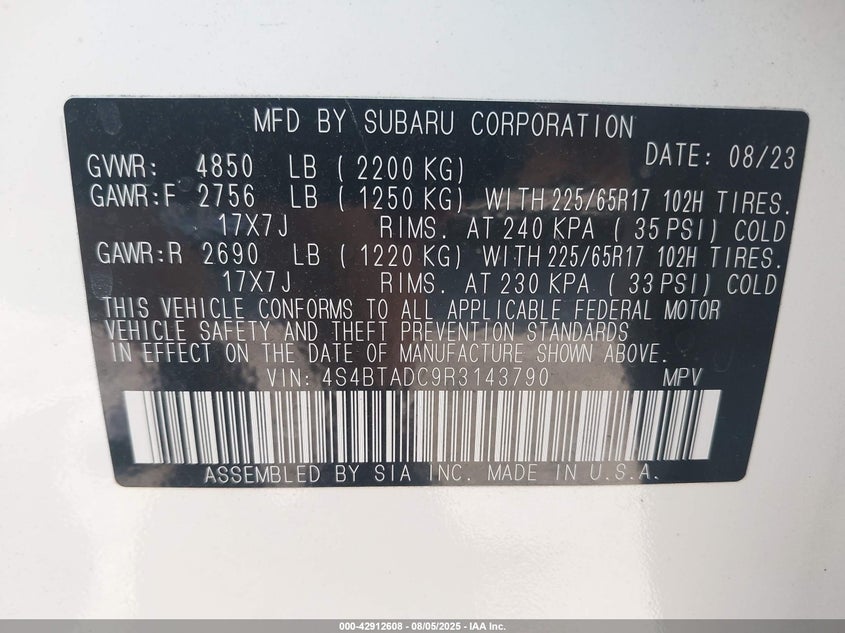 MFD BY SUBARU CORPORATION
DATE: 08/23
GVWR: 4850 LB ( 2200 KG)
GAWR:F 2756 LB ( 1250 KG) WITH 225/65R17 102H TIRES.
17X7J RIMS. AT 240 KPA ( 35 PSI) COLD
GAWR:R 2690 LB ( 1220 KG) WITH 225/65R17 102H TIRES.
17X7J RIMS. AT 230 KPA ( 33 PSI) COLD
THIS VEHICLE CONFORMS TO ALL APPLICABLE FEDERAL MOTOR
VEHICLE SAFETY AND THEFT PREVENTION STANDARDS
IN EFFECT ON THE DATE OF MANUFACTURE SHOWN ABOVE.
VIN: 4S4BTADC9R3143790 MPV
ASSEMBLED BY SIA INC. MADE IN U.S.A.
000-42912608 - 08/05/2025 - IAA Inc.